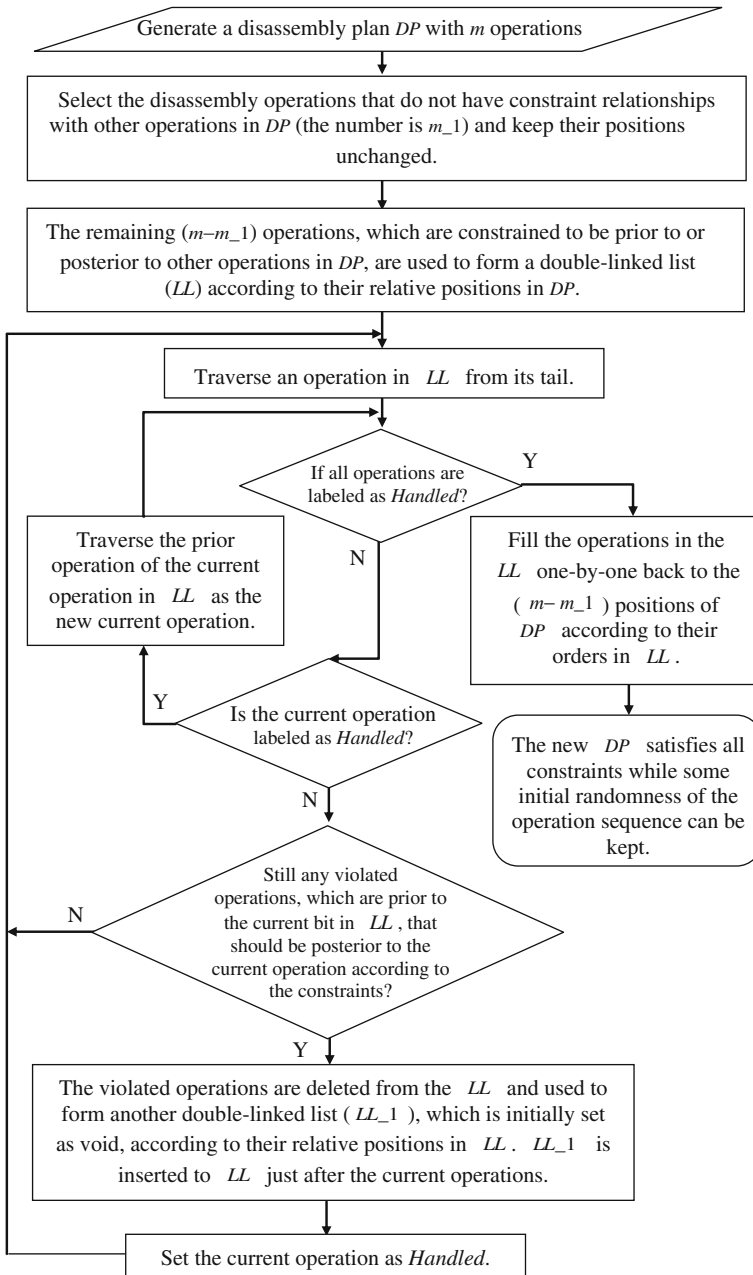 Generate a disassembly plan DP with m operations
Select the disassembly operations that do not have constraint relationships
with other operations in DP (the number is m_1) and keep their positions
unchanged.
The remaining (m–m_1) operations, which are constrained to be prior to or
posterior to other operations in DP, are used to form a double-linked list
(LL) according to their relative positions in DP.
Traverse an operation in LL from its tail.
If all operations are
labeled as Handled?
Y
N
Traverse the prior
operation of the current
operation in LL as the
new current operation.
Fill the operations in the
LL one-by-one back to the
( m– m_1 ) positions of
DP according to their
orders in LL .
Y
Is the current operation
labeled as Handled?
N
The new DP satisfies all
constraints while some
initial randomness of the
operation sequence can be
kept.
N
Still any violated
operations, which are prior to
the current bit in LL , that
should be posterior to the
current operation according to
the constraints?
Y
The violated operations are deleted from the LL and used to
form another double-linked list ( LL_1 ), which is initially set
as void, according to their relative positions in LL . LL_1 is
inserted to LL just after the current operations.
Set the current operation as Handled.